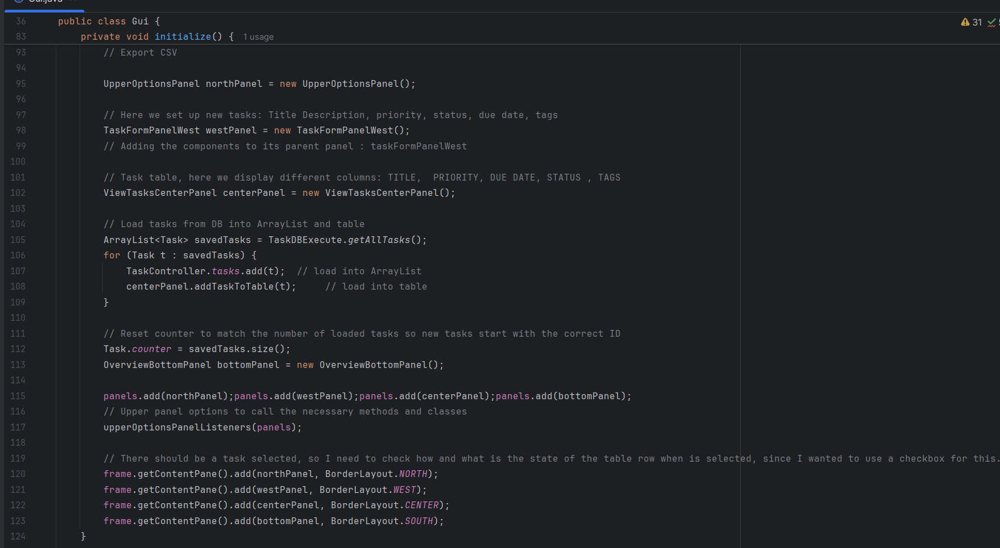 36 public class Gui {
83 private void initialize() { 1 usage
31
93 // Export CSV
94
95 UpperOptionsPanel northPanel = new UpperOptionsPanel();
96
97 // Here we set up new tasks: Title Description, priority, status, due date, tags
98 TaskFormPanelWest westPanel = new TaskFormPanelWest();
99 // Adding the components to its parent panel : taskFormPanelWest
100
101 // Task table, here we display different columns: TITLE,  PRIORITY, DUE DATE, STATUS , TAGS
102 ViewTasksCenterPanel centerPanel = new ViewTasksCenterPanel();
103
104 // Load tasks from DB into ArrayList and table
105 ArrayList<Task> savedTasks = TaskDBExecute.getAllTasks();
106 for (Task t : savedTasks) {
107 TaskController.tasks.add(t);  // load into ArrayList
108 centerPanel.addTaskToTable(t);     // load into table
109 }
110
111 // Reset counter to match the number of loaded tasks so new tasks start with the correct ID
112 Task.counter = savedTasks.size();
113 OverviewBottomPanel bottomPanel = new OverviewBottomPanel();
114
115 panels.add(northPanel);panels.add(westPanel);panels.add(centerPanel);panels.add(bottomPanel);
116 // Upper panel options to call the necessary methods and classes
117 upperOptionsPanelListeners(panels);
118
119 // There should be a task selected, so I need to check how and what is the state of the table row when is selected, since I wanted to use a checkbox for this.
120 frame.getContentPane().add(northPanel, BorderLayout.NORTH);
121 frame.getContentPane().add(westPanel, BorderLayout.WEST);
122 frame.getContentPane().add(centerPanel, BorderLayout.CENTER);
123 frame.getContentPane().add(bottomPanel, BorderLayout.SOUTH);
124 }